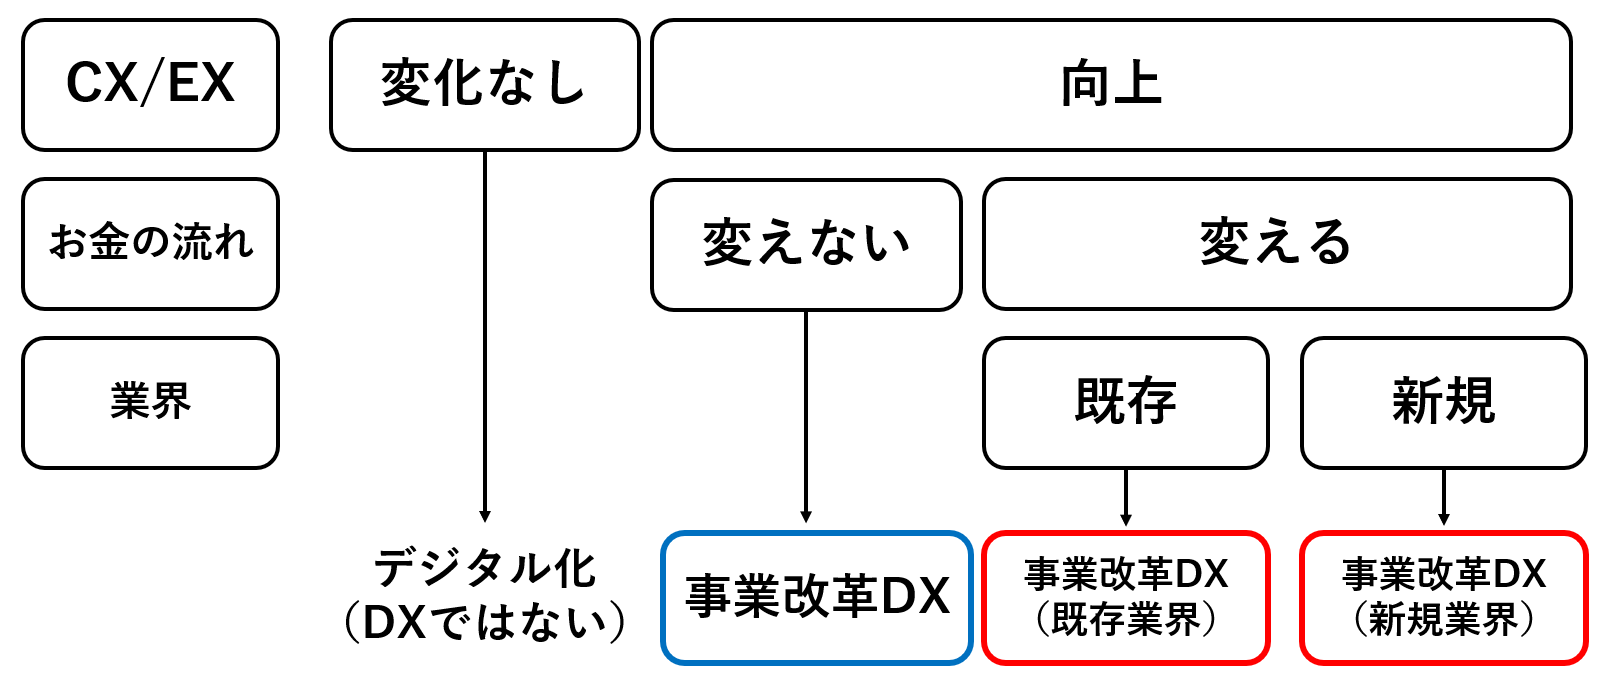 CX/EX
変化なし
向上
お金の流れ
変えない
変える
業界
既存
新規
デジタル化
（DXではない）
事業改革DX
事業改革DX
（既存業界）
事業改革DX
（新規業界）